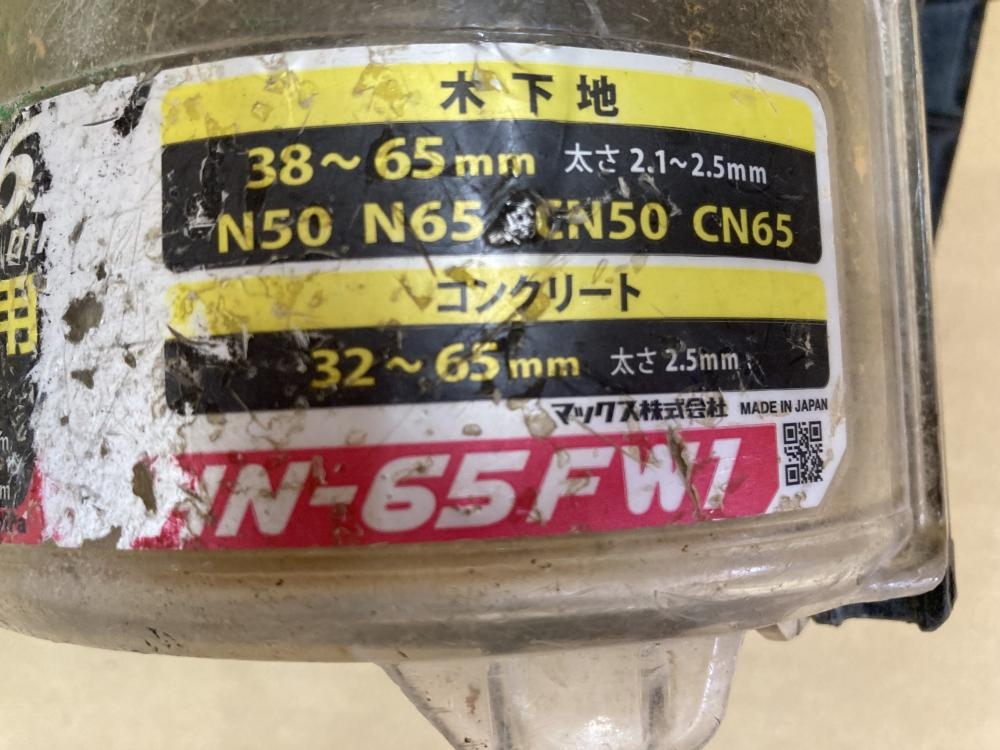 木下地
38～65mm 太さ 2.1~2.5mm
N50 N65 CN50 CN65
コンクリート
32～65mm 太さ 2.5mm
マックス株式会社 MADE IN JAPAN
HN-65FW1
用